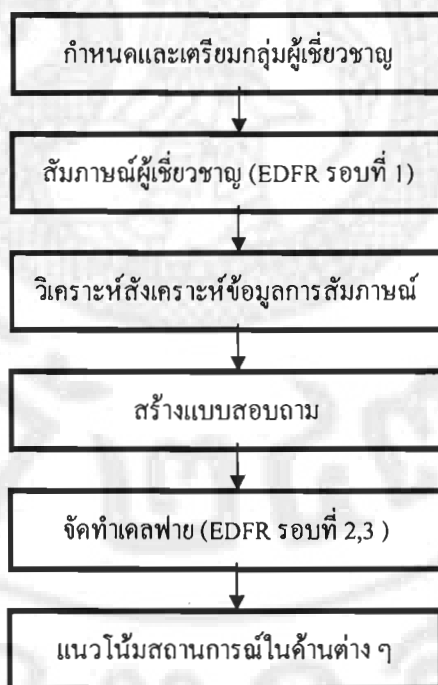 กำหนดและเตรียมกลุ่มผู้เชี่ยวชาญ
สัมภาษณ์ผู้เชี่ยวชาญ (EDFR รอบที่ 1)
วิเคราะห์สังเคราะห์ข้อมูลการสัมภาษณ์
สร้างแบบสอบถาม
จัดทำเดลฟาย (EDFR รอบที่ 2,3 )
แนวโน้มสถานการณ์ในด้านต่าง ๆ